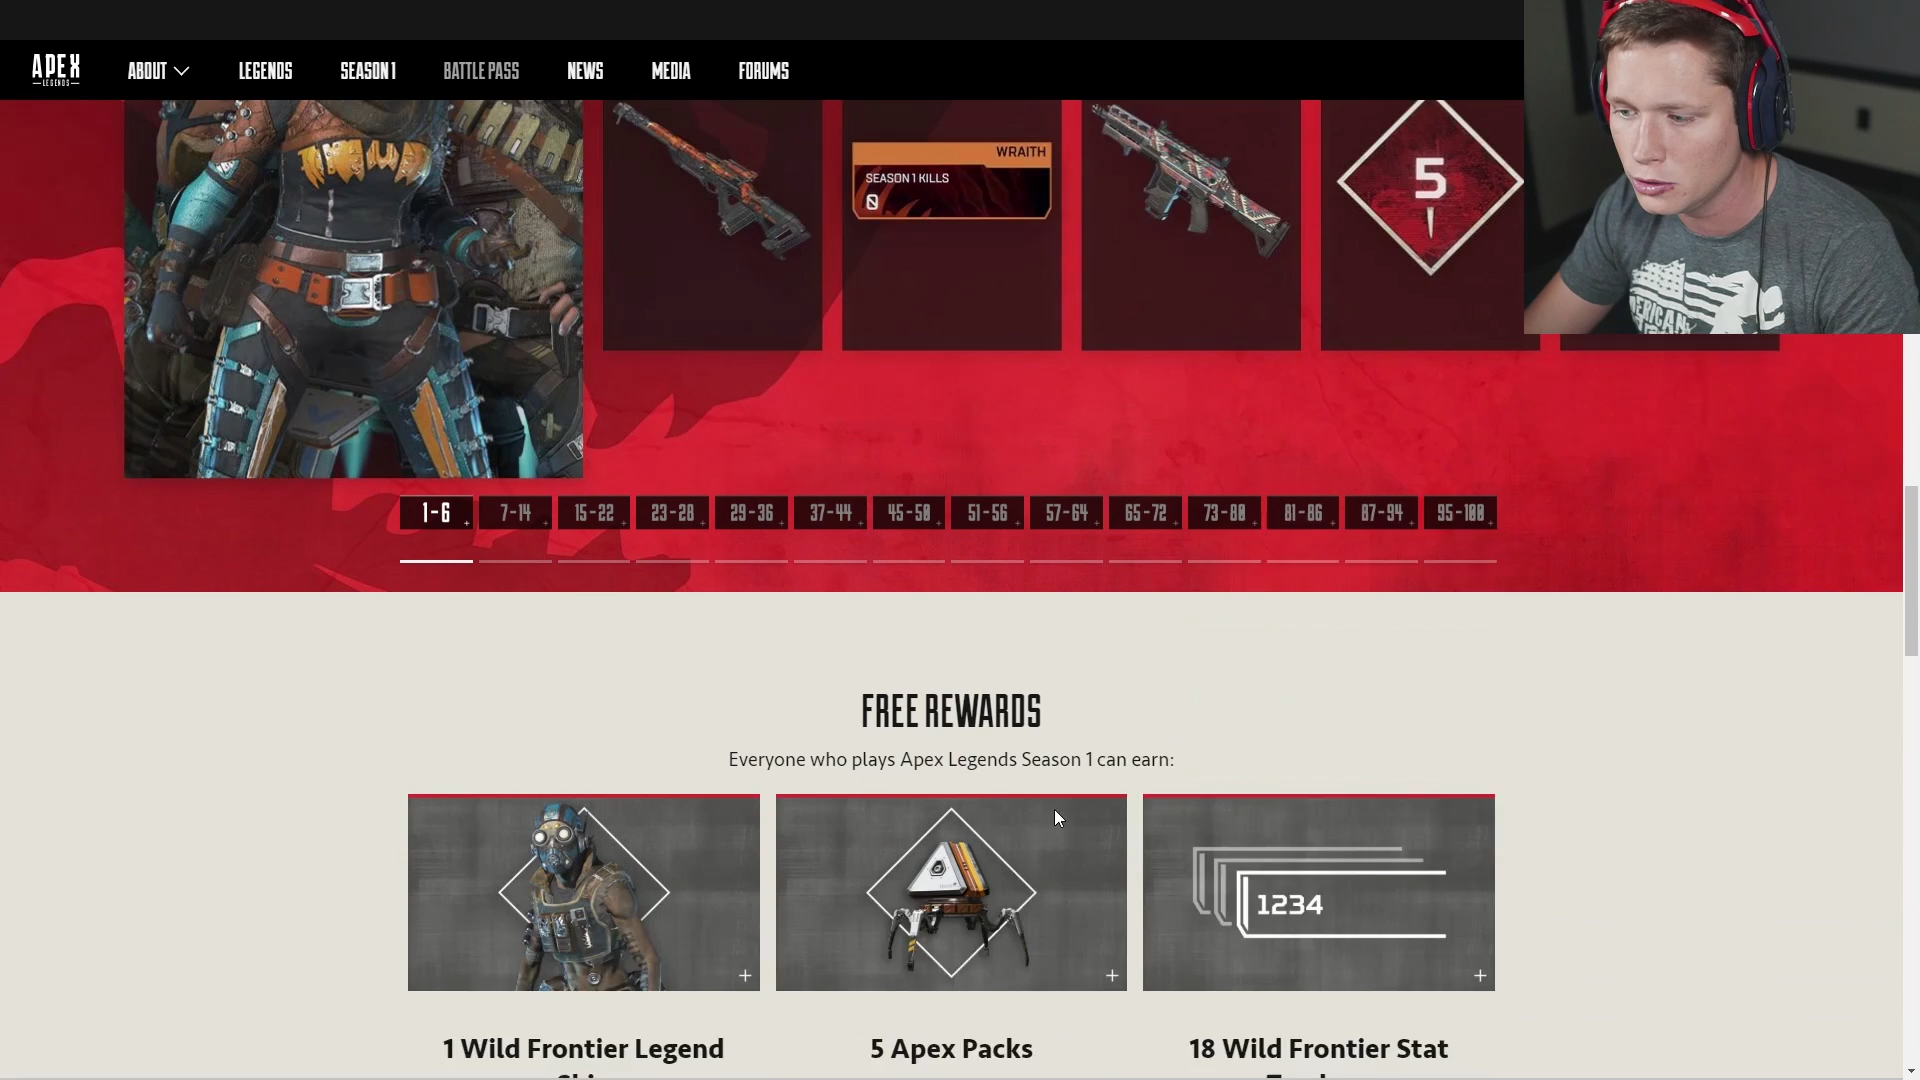 APEX
LEGENDS
ABOUT
LEGENDS
SEASON 1
BATTLE PASS
NEWS
MEDIA
FORUMS
WRAITH
SEASON 1 KILLS
0
5
1-6
7-14
15-22
23-28
29-36
37-44
45-50
51-56
57-64
65-72
73-80
81-86
87-94
95-100
FREE REWARDS
Everyone who plays Apex Legends Season 1 can earn:
1234
1 Wild Frontier Legend
5 Apex Packs
18 Wild Frontier Stat